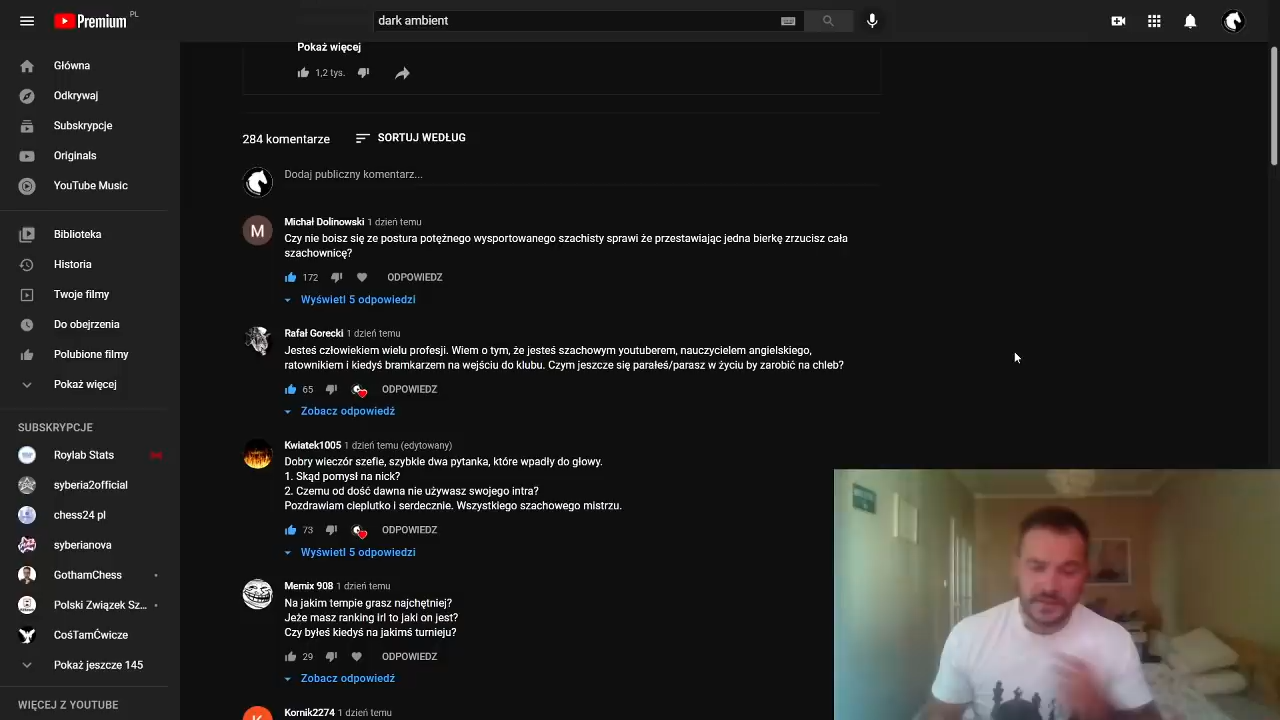 Premium PL
dark ambient
Główna
Odkrywaj
Subskrypcje
Originals
YouTube Music
Biblioteka
Historia
Twoje filmy
Do obejrzenia
Polubione filmy
Pokaż więcej
SUBSKRYPCJE
Roylab Stats
syberia2official
chess24 pl
syberianova
GothamChess
Polski Związek Sz...
CośTamĆwicze
Pokaż jeszcze 145
WIĘCEJ Z YOUTUBE
Pokaż więcej
1,2 tys.
284 komentarze
SORTUJ WEDŁUG
Dodaj publiczny komentarz...
M
Michał Dolinowski 1 dzień temu
Czy nie boisz się ze postura potężnego wysportowanego szachisty sprawi że przestawiając jedna bierkę zrzucisz cała
szachownicę?
172
ODPOWIEDZ
Wyświetl 5 odpowiedzi
Rafał Gorecki 1 dzień temu
Jesteś człowiekiem wielu profesji. Wiem o tym, że jesteś szachowym youtuberem, nauczycielem angielskiego,
ratownikiem i kiedyś bramkarzem na wejściu do klubu. Czym jeszcze się parałeś/parasz w życiu by zarobić na chleb?
65
ODPOWIEDZ
Zobacz odpowiedź
Kwiatek1005 1 dzień temu (edytowany)
Dobry wieczór szefie, szybkie dwa pytanka, które wpadły do głowy.
1. Skąd pomysł na nick?
2. Czemu od dość dawna nie używasz swojego intra?
Pozdrawiam cieplutko i serdecznie. Wszystkiego szachowego mistrzu.
73
ODPOWIEDZ
Wyświetl 5 odpowiedzi
Memix 908 1 dzień temu
Na jakim tempie grasz najchętniej?
Jeże masz ranking irl to jaki on jest?
Czy byłeś kiedyś na jakimś turnieju?
29
ODPOWIEDZ
Zobacz odpowiedź
K
Kornik2274 1 dzień temu